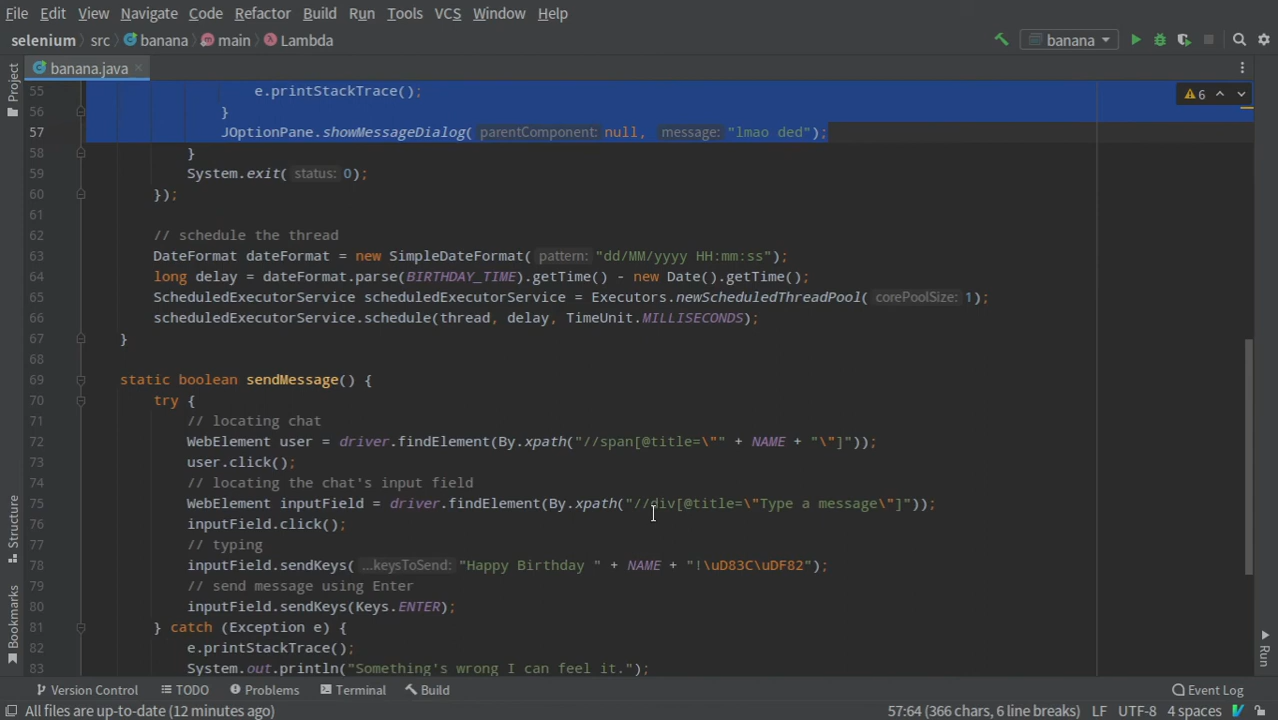 File Edit View Navigate Code Refactor Build Run Tools VCS Window Help
selenium src banana main Lambda banana
banana.java
Project
55 e.printStackTrace(); 6
56 }
57 JOptionPane.showMessageDialog( parentComponent: null, message: "lmao ded");
58 }
59 System.exit( status: 0);
60 });
61
62 // schedule the thread
63 DateFormat dateFormat = new SimpleDateFormat( pattern: "dd/MM/yyyy HH:mm:ss");
64 long delay = dateFormat.parse(BIRTHDAY_TIME).getTime() - new Date().getTime();
65 ScheduledExecutorService scheduledExecutorService = Executors.newScheduledThreadPool( corePoolSize: 1);
66 scheduledExecutorService.schedule(thread, delay, TimeUnit.MILLISECONDS);
67 }
68
69 static boolean sendMessage() {
70 try {
71 // locating chat
72 WebElement user = driver.findElement(By.xpath("//span[@title=\"" + NAME + "\"]"));
73 user.click();
74 // locating the chat's input field
75 WebElement inputField = driver.findElement(By.xpath("//div[@title=\"Type a message\"]"));
76 inputField.click();
77 // typing
78 inputField.sendKeys( ...keysToSend: "Happy Birthday " + NAME + "!\uD83C\uDF82");
79 // send message using Enter
80 inputField.sendKeys(Keys.ENTER);
81 } catch (Exception e) {
82 e.printStackTrace();
83 System.out.println("Something's wrong I can feel it.");
Structure
Bookmarks
Run
Version Control TODO Problems Terminal Build Event Log
All files are up-to-date (12 minutes ago) 57:64 (366 chars, 6 line breaks) LF UTF-8 4 spaces